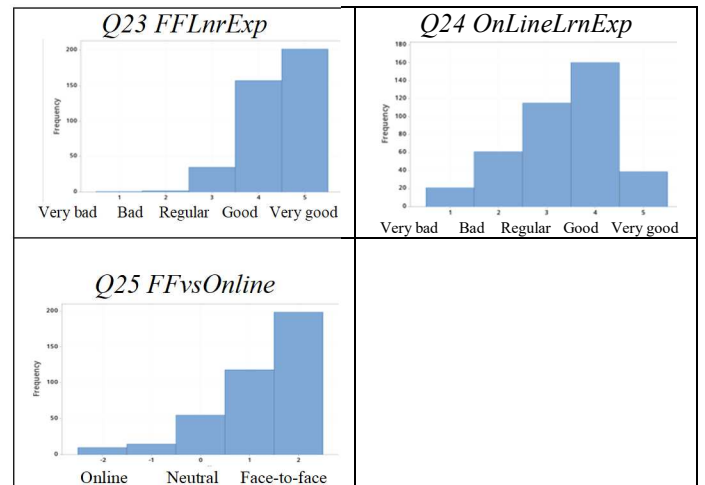 Q23 FFLnrExp
200
150
100
50
0
Frequency
1 2 3 4 5
Very bad Bad Regular Good Very good
Q24 OnLineLrnExp
180
160
140
120
100
80
60
40
20
0
Frequency
1 2 3 4 5
Very bad Bad Regular Good Very good
Q25 FFvsOnline
200
150
100
50
0
Frequency
-2 -1 0 1 2
Online Neutral Face-to-face